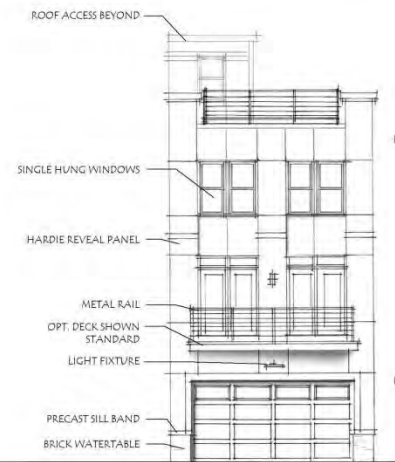 ROOF ACCESS BEYOND
SINGLE HUNG WINDOWS
HARDIE REVEAL PANEL
METAL RAIL
OPT. DECK SHOWN
STANDARD
LIGHT FIXTURE
PRECAST SILL BAND
BRICK WATERTABLE